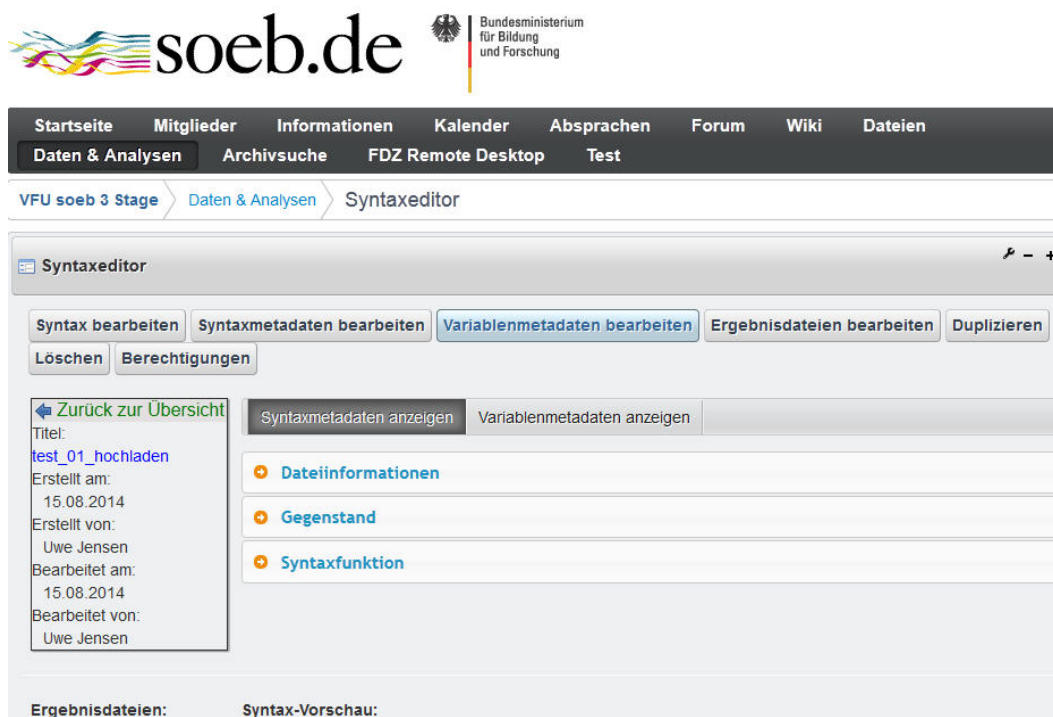 soeb.de
Bundesministerium
für Bildung
und Forschung
Startseite Mitglieder Informationen Kalender Absprachen Forum Wiki Dateien
Daten & Analysen Archivsuche FDZ Remote Desktop Test
VFU soeb 3 Stage Daten & Analysen Syntaxeditor
Syntaxeditor
Syntax bearbeiten Syntaxmetadaten bearbeiten Variablenmetadaten bearbeiten Ergebnisdateien bearbeiten Duplizieren
Löschen Berechtigungen
Zurück zur Übersicht
Titel:
test_01_hochladen
Erstellt am:
15.08.2014
Erstellt von:
Uwe Jensen
Bearbeitet am:
15.08.2014
Bearbeitet von:
Uwe Jensen
Syntaxmetadaten anzeigen Variablenmetadaten anzeigen
Dateiinformationen
Gegenstand
Syntaxfunktion
Ergebnisdateien: Syntax-Vorschau: